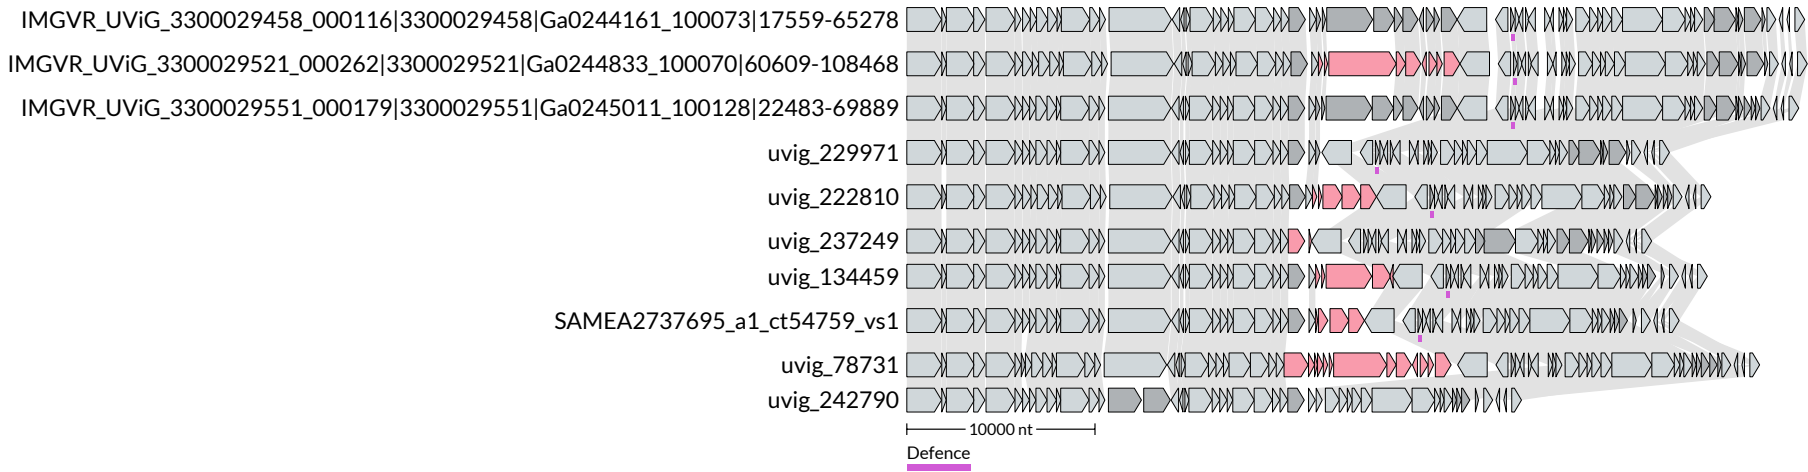 IMGVR_UViG_3300029458_000116|3300029458|Ga0244161_100073|17559-65278
IMGVR_UViG_3300029521_000262|3300029521|Ga0244833_100070|60609-108468
IMGVR_UViG_3300029551_000179|3300029551|Ga0245011_100128|22483-69889
uvig_229971
uvig_222810
uvig_237249
uvig_134459
SAMEA2737695_a1_ct54759_vs1
uvig_78731
uvig_242790
10000 nt
Defence